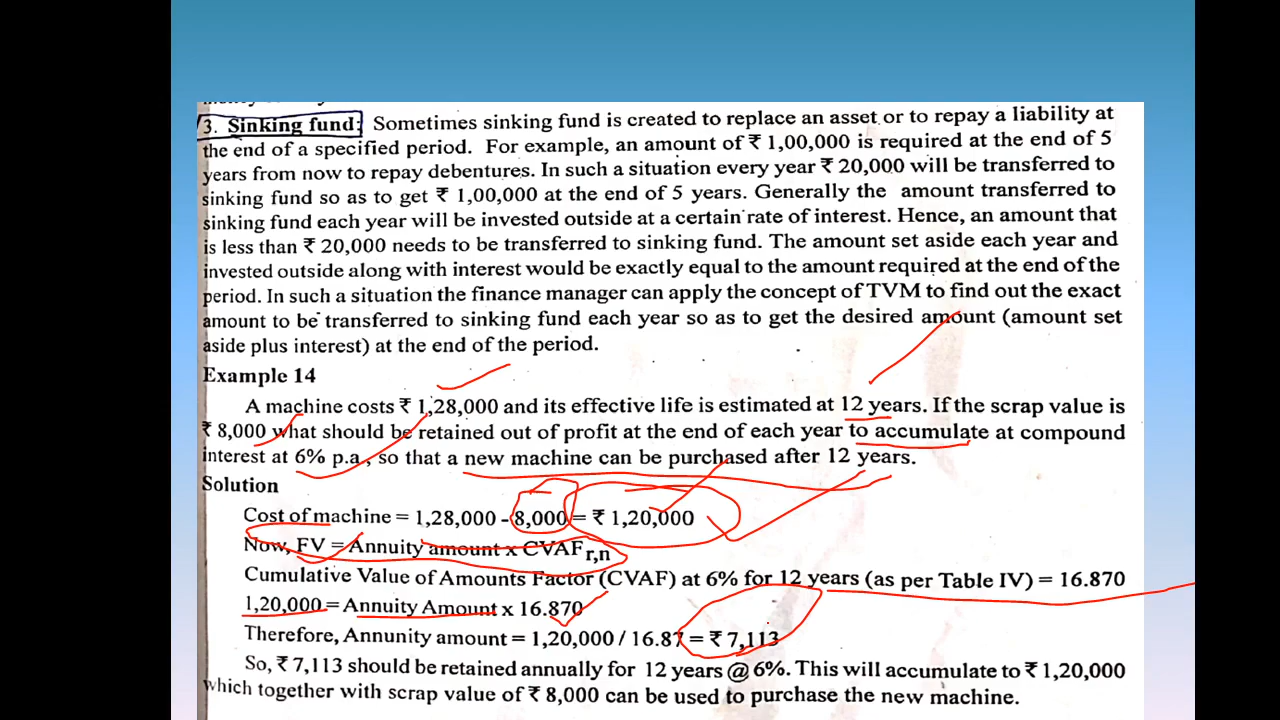 3. Sinking fund: Sometimes sinking fund is created to replace an asset or to repay a liability at
the end of a specified period. For example, an amount of ₹ 1,00,000 is required at the end of 5
years from now to repay debentures. In such a situation every year ₹ 20,000 will be transferred to
sinking fund so as to get ₹ 1,00,000 at the end of 5 years. Generally the amount transferred to
sinking fund each year will be invested outside at a certain rate of interest. Hence, an amount that
is less than ₹ 20,000 needs to be transferred to sinking fund. The amount set aside each year and
invested outside along with interest would be exactly equal to the amount required at the end of the
period. In such a situation the finance manager can apply the concept of TVM to find out the exact
amount to be transferred to sinking fund each year so as to get the desired amount (amount set
aside plus interest) at the end of the period.
Example 14
A machine costs ₹ 1,28,000 and its effective life is estimated at 12 years. If the scrap value is
₹ 8,000 what should be retained out of profit at the end of each year to accumulate at compound
interest at 6% p.a., so that a new machine can be purchased after 12 years.
Solution
Cost of machine = 1,28,000 - 8,000 = ₹ 1,20,000
Now, FV = Annuity amount x CVAF r,n
Cumulative Value of Amounts Factor (CVAF) at 6% for 12 years (as per Table IV) = 16.870
1,20,000 = Annuity Amount x 16.870
Therefore, Annunity amount = 1,20,000 / 16.87 = ₹ 7,113
So, ₹ 7,113 should be retained annually for 12 years @ 6%. This will accumulate to ₹ 1,20,000
which together with scrap value of ₹ 8,000 can be used to purchase the new machine.